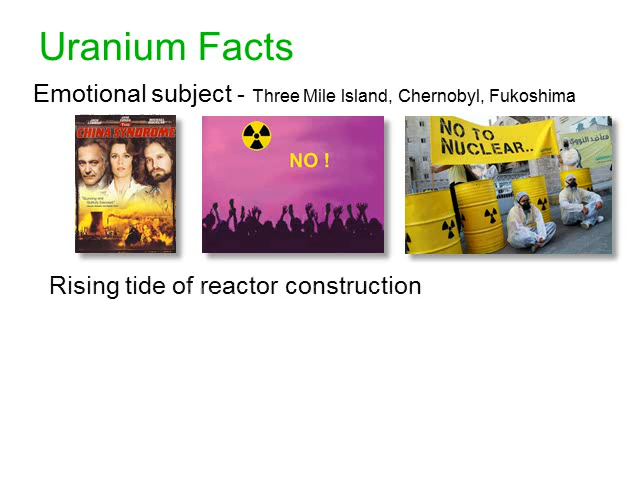 Uranium Facts
Emotional subject - Three Mile Island, Chernobyl, Fukoshima
THE
CHINA SYNDROME
NO !
NO TO
NUCLEAR..
Rising tide of reactor construction